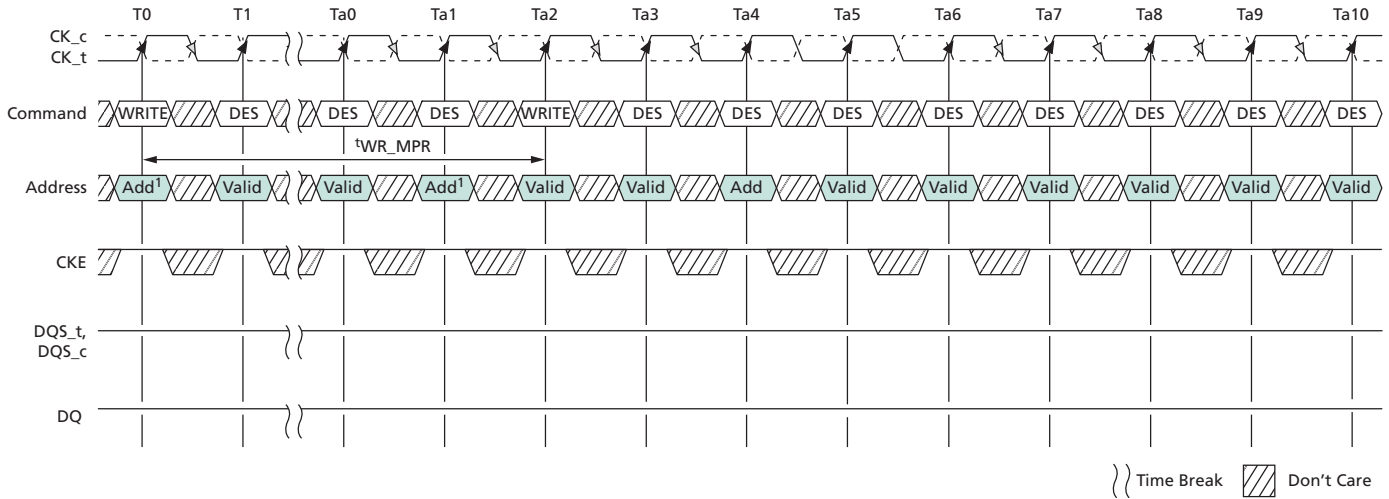 T0 T1 Ta0 Ta1 Ta2 Ta3 Ta4 Ta5 Ta6 Ta7 Ta8 Ta9 Ta10
CK_c
CK_t
Command WRITE DES DES DES WRITE DES DES DES DES DES DES DES DES
tWR_MPR
Address Add1 Valid Valid Add1 Valid Valid Add Valid Valid Valid Valid Valid Valid
CKE
DQS_t,
DQS_c
DQ
Time Break Don't Care